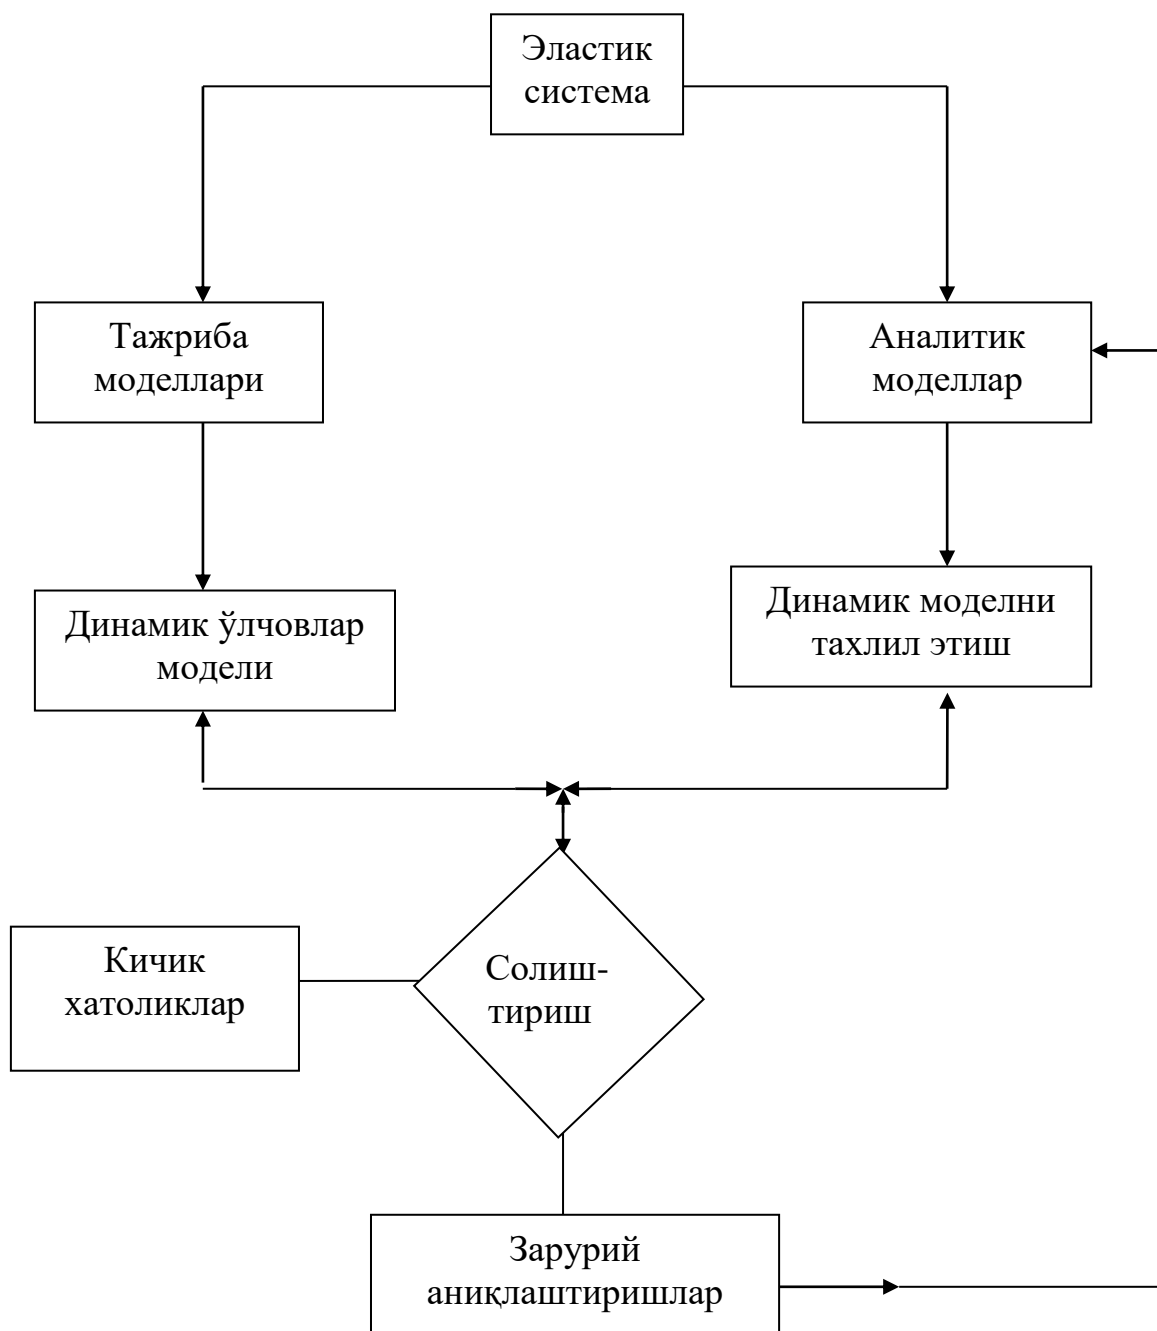 Эластик
система
Тажриба
моделлари
Аналитик
моделлар
Динамик ўлчовлар
модели
Динамик моделни
тахлил этиш
Кичик
хатоликлар
Солиш-
тириш
Зарурий
аниқлаштиришлар